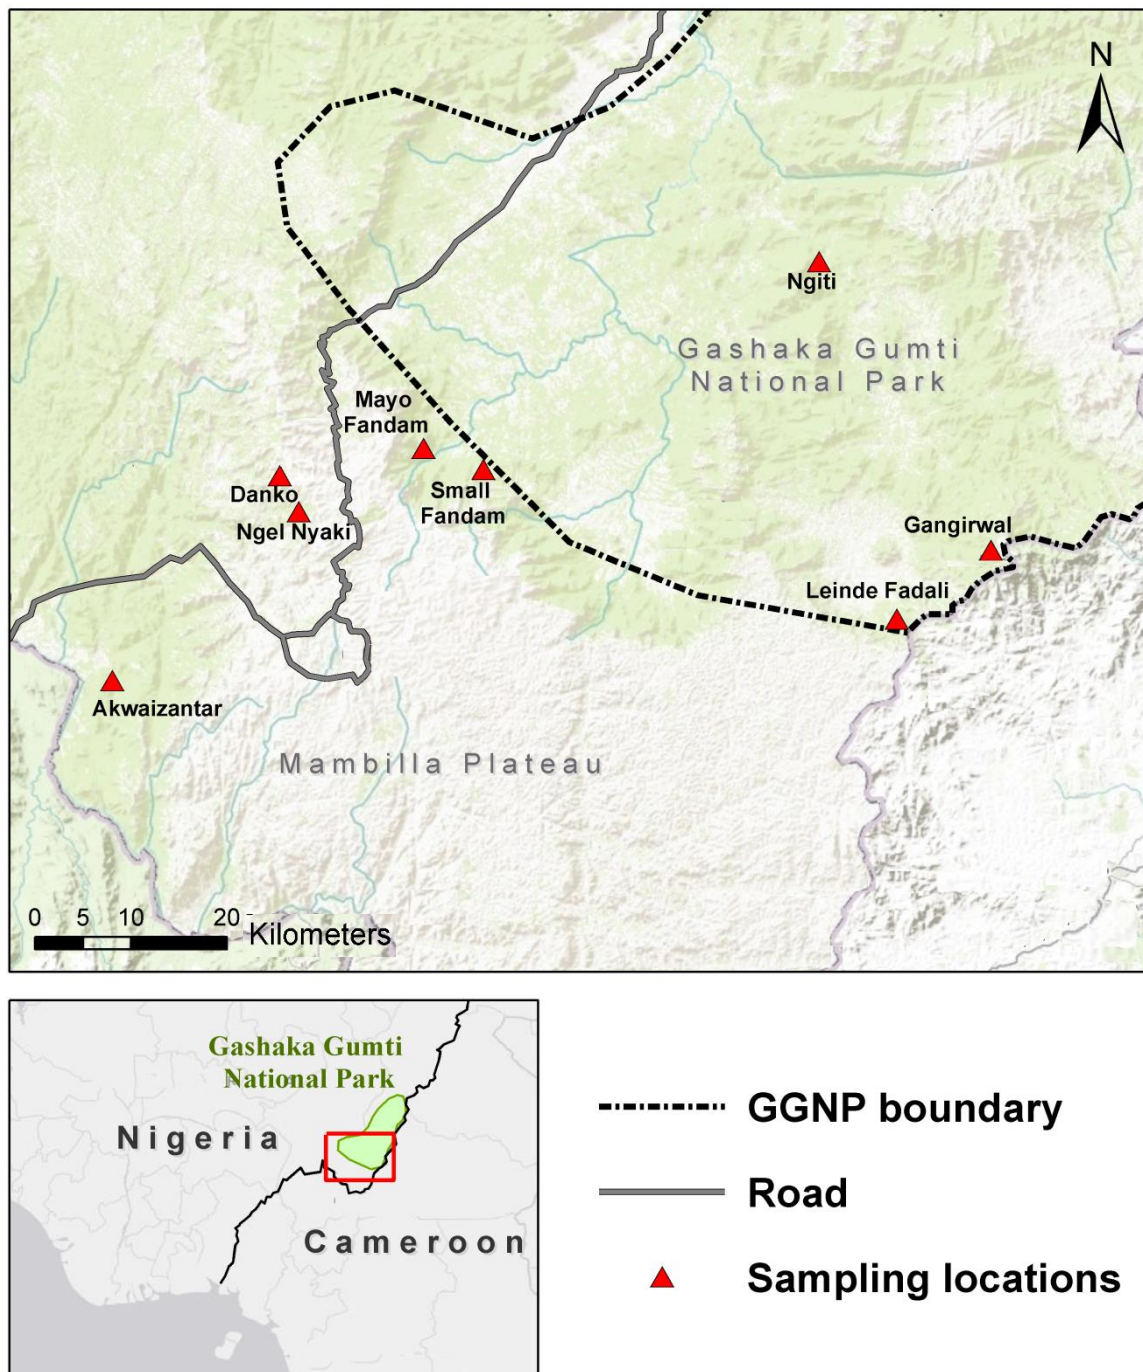 N
Ngiti
Gashaka Gumti
National Park
Mayo
Fandam
Danko
Small
Fandam
Ngel Nyaki
Gangirwal
Leinde Fadali
Akwaizantar
Mambilla Plateau
0 5 10 20
Kilometers
Gashaka Gumti
National Park
Nigeria
Cameroon
GGNP boundary
Road
Sampling locations